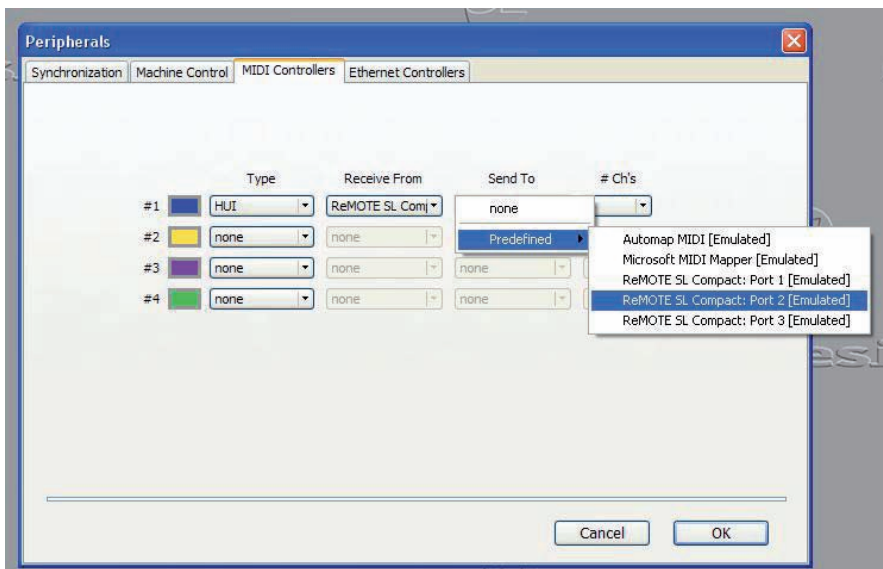 Peripherals
Synchronization Machine Control MIDI Controllers Ethernet Controllers
Type Receive From Send To # Ch's
#1 HUI ReMOTE SL Com none
#2 none none Predefined Automap MIDI [Emulated]
Microsoft MIDI Mapper [Emulated]
#3 none none none ReMOTE SL Compact: Port 1 [Emulated]
#4 none none none ReMOTE SL Compact: Port 2 [Emulated]
ReMOTE SL Compact: Port 3 [Emulated]
esi
Cancel OK